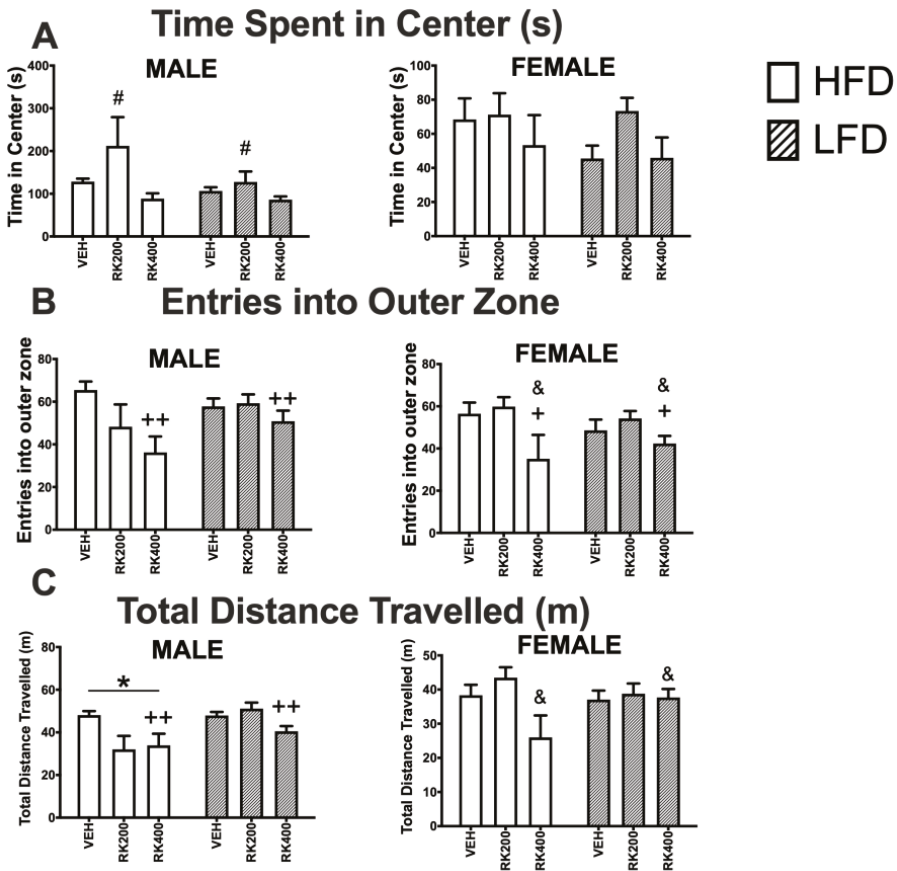 A
Time Spent in Center (s)
MALE
FEMALE
HFD
LFD
Time in Center (s)
400
300
200
100
0
#
#
VEH
RK200
RK400
VEH
RK200
RK400
Time in Center (s)
100
80
60
40
20
0
VEH
RK200
RK400
VEH
RK200
RK400
B
Entries into Outer Zone
MALE
FEMALE
Entries into outer zone
80
60
40
20
0
++
++
VEH
RK200
RK400
VEH
RK200
RK400
Entries into outer zone
80
60
40
20
0
&
+
&
+
VEH
RK200
RK400
VEH
RK200
RK400
C
Total Distance Travelled (m)
MALE
FEMALE
Total Distance Travelled (m)
80
60
40
20
0
*
++
++
VEH
RK200
RK400
VEH
RK200
RK400
Total Distance Travelled (m)
50
40
30
20
10
0
&
&
VEH
RK200
RK400
VEH
RK200
RK400